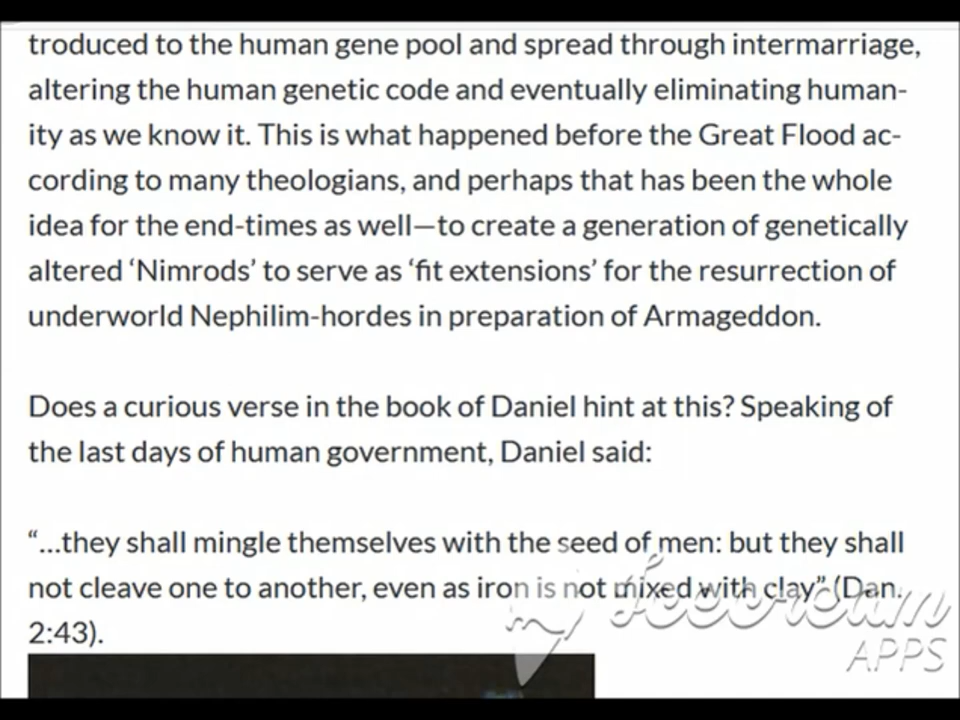 troduced to the human gene pool and spread through intermarriage,
altering the human genetic code and eventually eliminating human-
ity as we know it. This is what happened before the Great Flood ac-
cording to many theologians, and perhaps that has been the whole
idea for the end-times as well—to create a generation of genetically
altered ‘Nimrods’ to serve as ‘fit extensions’ for the resurrection of
underworld Nephilim-hordes in preparation of Armageddon.
Does a curious verse in the book of Daniel hint at this? Speaking of
the last days of human government, Daniel said:
“…they shall mingle themselves with the seed of men: but they shall
not cleave one to another, even as iron is not mixed with clay” (Dan.
2:43).
APPS